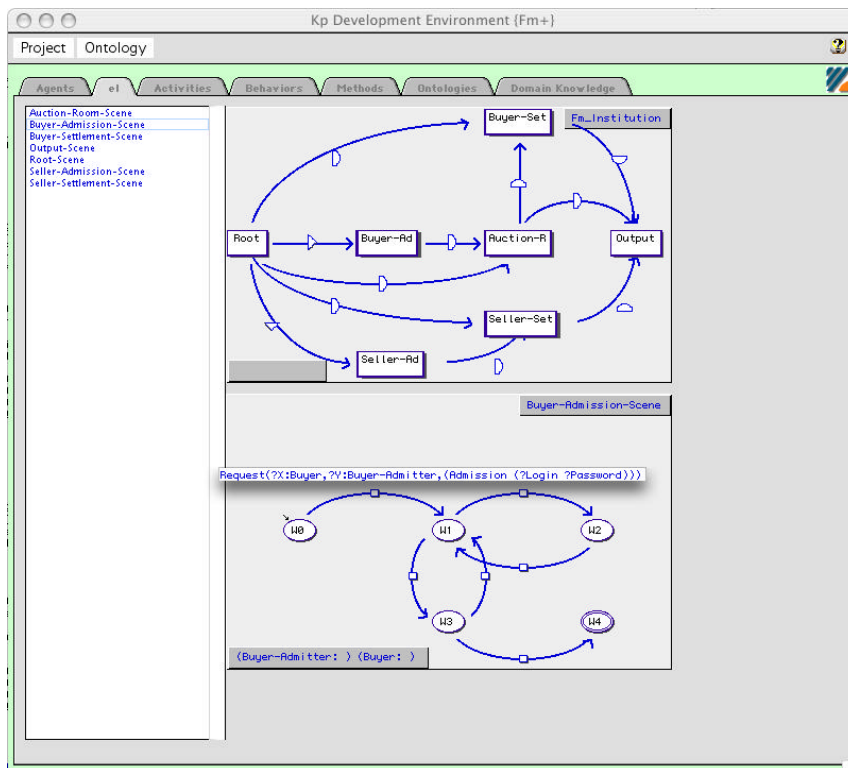 Kp Development Environment {Fm+}
Project Ontology
Agents eI Activities Behaviors Methods Ontologies Domain Knowledge
Auction-Room-Scene
Buyer-Admission-Scene
Buyer-Settlement-Scene
Output-Scene
Root-Scene
Seller-Admission-Scene
Seller-Settlement-Scene
Buyer-Set
Fm_Institution
Root
Buyer-Ad
Auction-R
Output
Seller-Set
Seller-Ad
Buyer-Admission-Scene
Request(?X:Buyer,?Y:Buyer-Admitter,(Admission (?Login ?Password)))
W0
W1
W2
W3
W4
(Buyer-Admitter: ) (Buyer: )